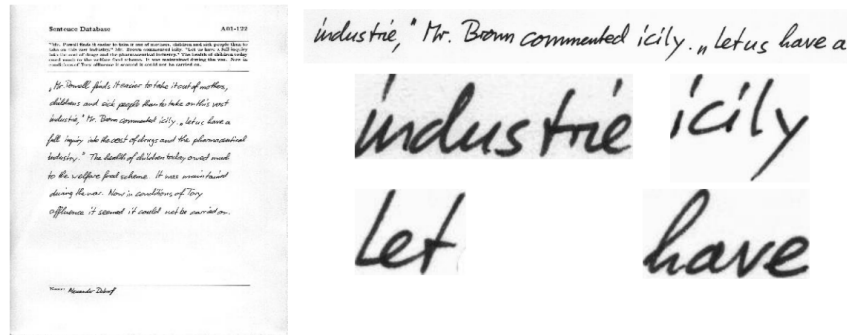 Sentence Database A01-122
"Mr. Powell finds it easier to take it out of mothers, children and sick people than to
take on this vast industry," Mr. Brown commented icily. "Let us have a full inquiry
into the cost of drugs and the pharmaceutical industry." The health of children today
owed much to the welfare food scheme. It was maintained during the war. Now in
conditions of Tory affluence it seemed it could not be carried on.
„Mr. Powell finds it easier to take it out of mothers,
childrens and sick people than to take on this vast
industrie," Mr. Brown commented icily. „Let us have a
full inquiry into the cost of drugs and the pharmaceutical
industry." The health of children today owed much
to the welfare food scheme. It was maintained
during the war. Now in conditions of Tory
affluence it seemed it could not be carried on.
Name:
industrie," Mr. Brown commented icily. „Let us have a
industrie icily
Let have